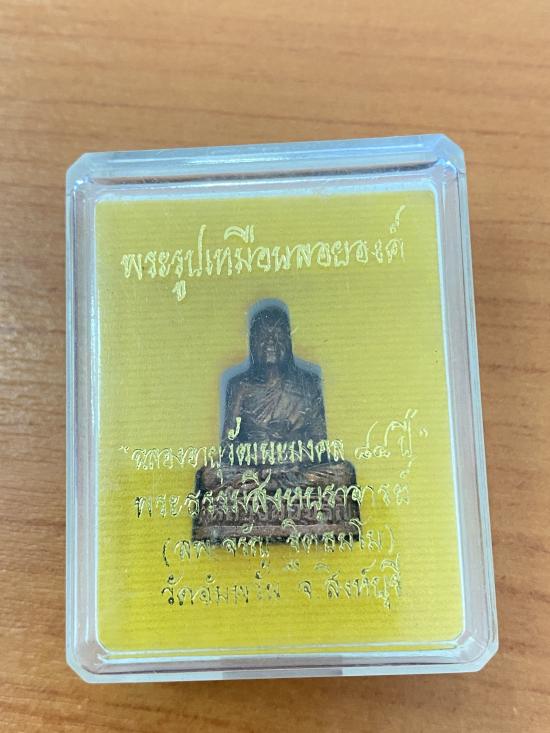 พระรูปเหมือนลอยองค์
"ฉลองอายุวัฒนะมงคล ๘๘ ปี"
พระธรรมสิงหบุราจารย์
(ลพ.จรัญ ฐิตธมฺโม)
วัดอัมพวัน จ.สิงห์บุรี